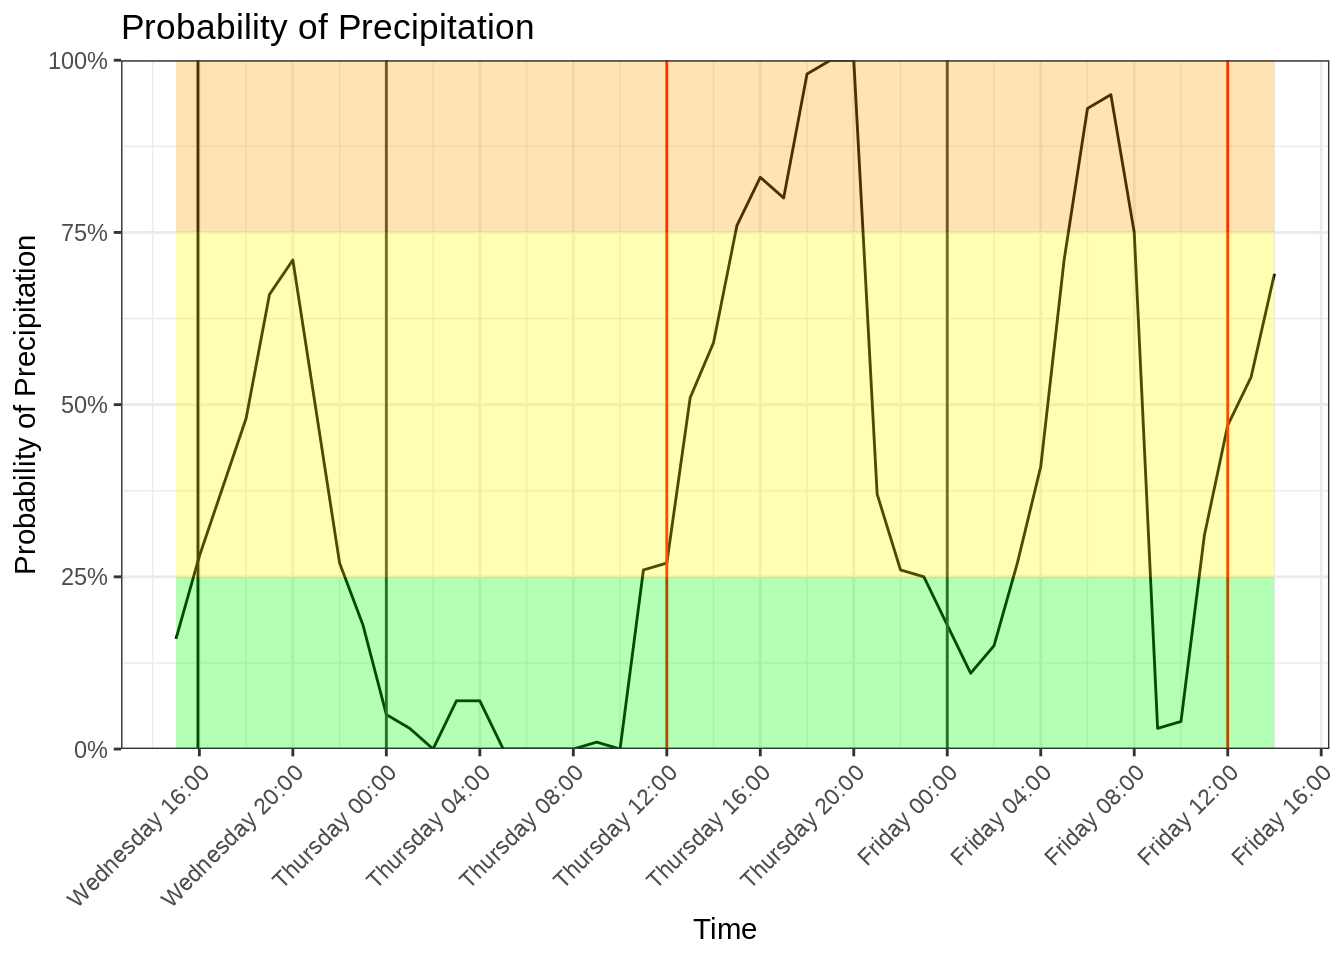 Probability of Precipitation
Probability of Precipitation
100%
75%
50%
25%
0%
Wednesday 16:00
Wednesday 20:00
Thursday 00:00
Thursday 04:00
Thursday 08:00
Thursday 12:00
Thursday 16:00
Thursday 20:00
Friday 00:00
Friday 04:00
Friday 08:00
Friday 12:00
Friday 16:00
Time